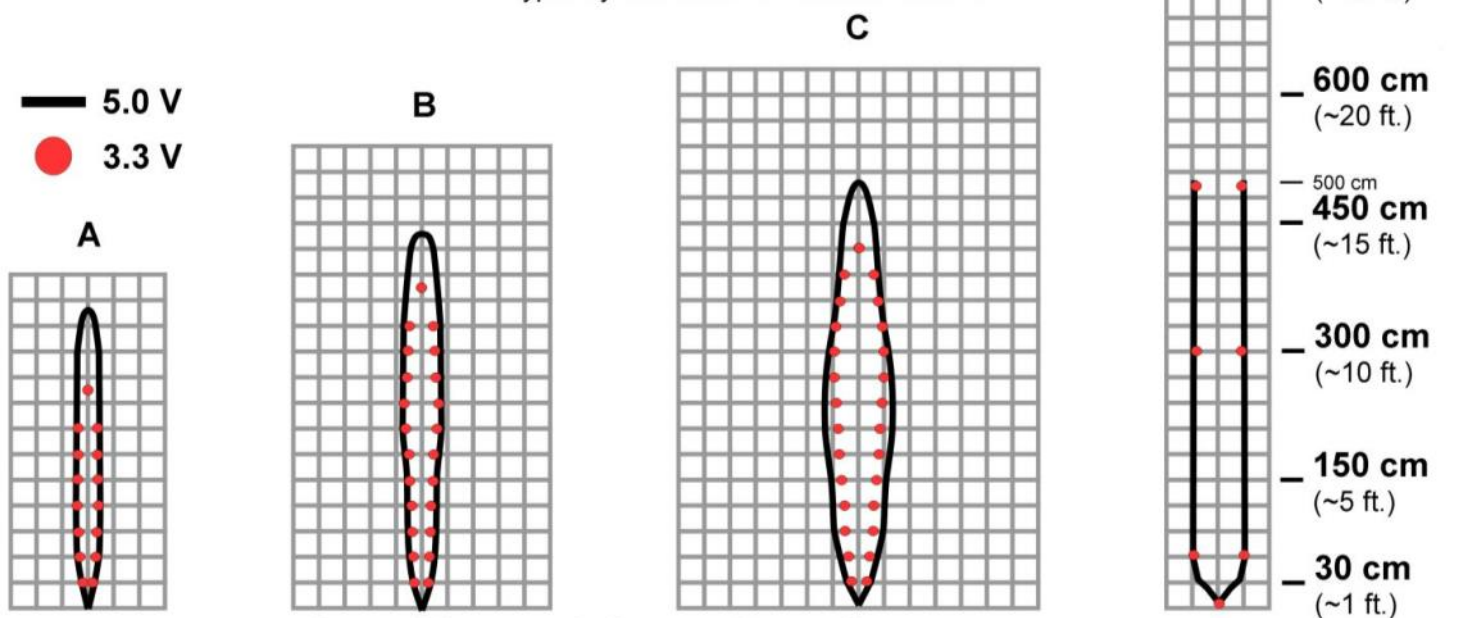 C
5.0 V
3.3 V
B
A
600 cm
(~20 ft.)
500 cm
450 cm
(~15 ft.)
300 cm
(~10 ft.)
150 cm
(~5 ft.)
30 cm
(~1 ft.)